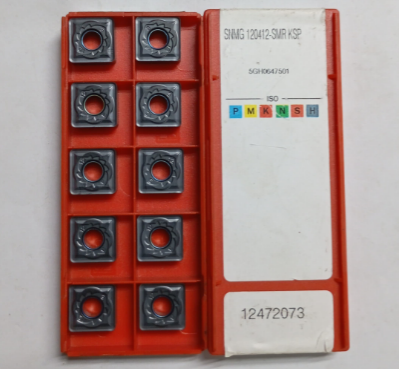 SNMG 120412-SMR KSP
5GH0647501
ISO
P M K N S H
12472073